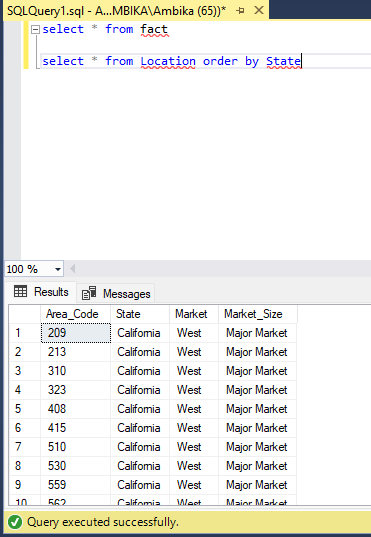 SQLQuery1.sql - A...MBIKA\Ambika (65))*
select * from fact
select * from Location order by State
100 %
Results Messages
Area_Code State Market Market_Size
1 209 California West Major Market
2 213 California West Major Market
3 310 California West Major Market
4 323 California West Major Market
5 408 California West Major Market
6 415 California West Major Market
7 510 California West Major Market
8 530 California West Major Market
9 559 California West Major Market
10 562 California West Major Market
Query executed successfully.